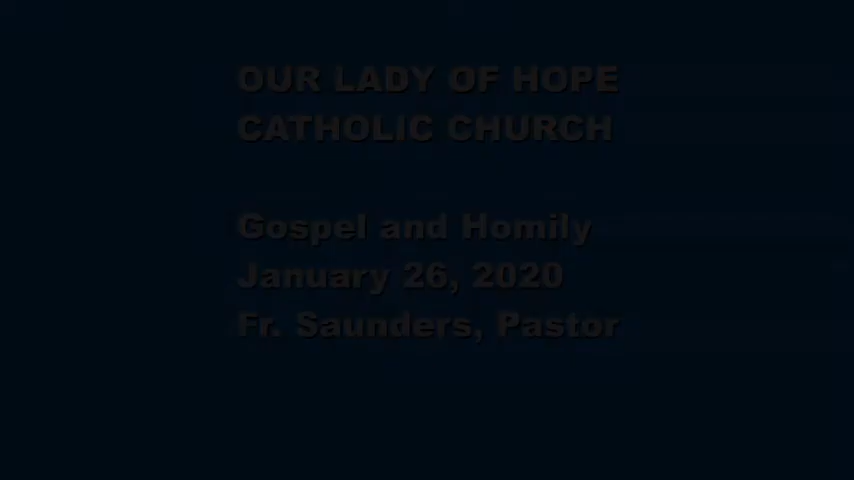 OUR LADY OF HOPE
CATHOLIC CHURCH
Gospel and Homily
January 26, 2020
Fr. Saunders, Pastor